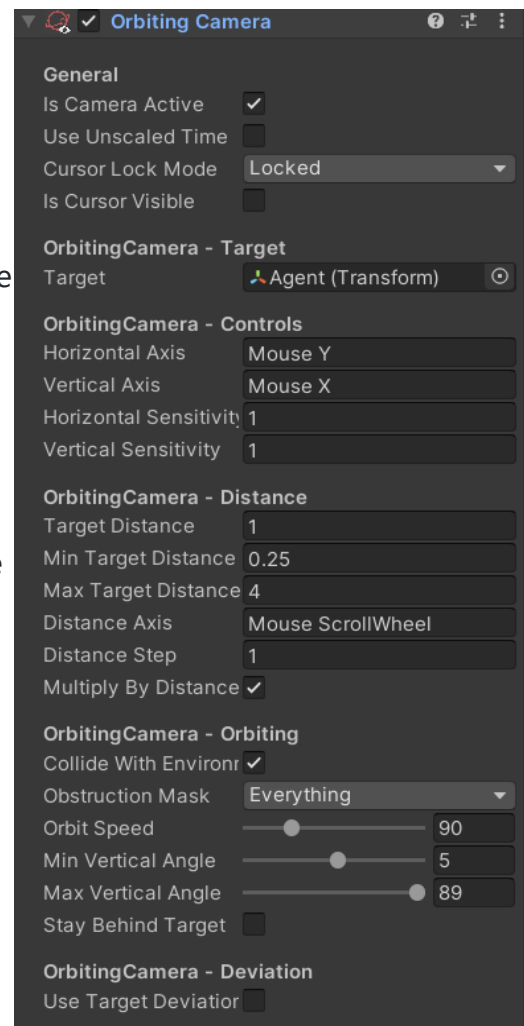 Orbiting Camera
General
Is Camera Active
Use Unscaled Time
Cursor Lock Mode Locked
Is Cursor Visible
OrbitingCamera - Target
e Target Agent (Transform)
OrbitingCamera - Controls
Horizontal Axis Mouse Y
Vertical Axis Mouse X
Horizontal Sensitivity 1
Vertical Sensitivity 1
OrbitingCamera - Distance
Target Distance 1
e Min Target Distance 0.25
Max Target Distance 4
Distance Axis Mouse ScrollWheel
Distance Step 1
Multiply By Distance
OrbitingCamera - Orbiting
Collide With Environr
Obstruction Mask Everything
Orbit Speed 90
Min Vertical Angle 5
Max Vertical Angle 89
Stay Behind Target
OrbitingCamera - Deviation
Use Target Deviation